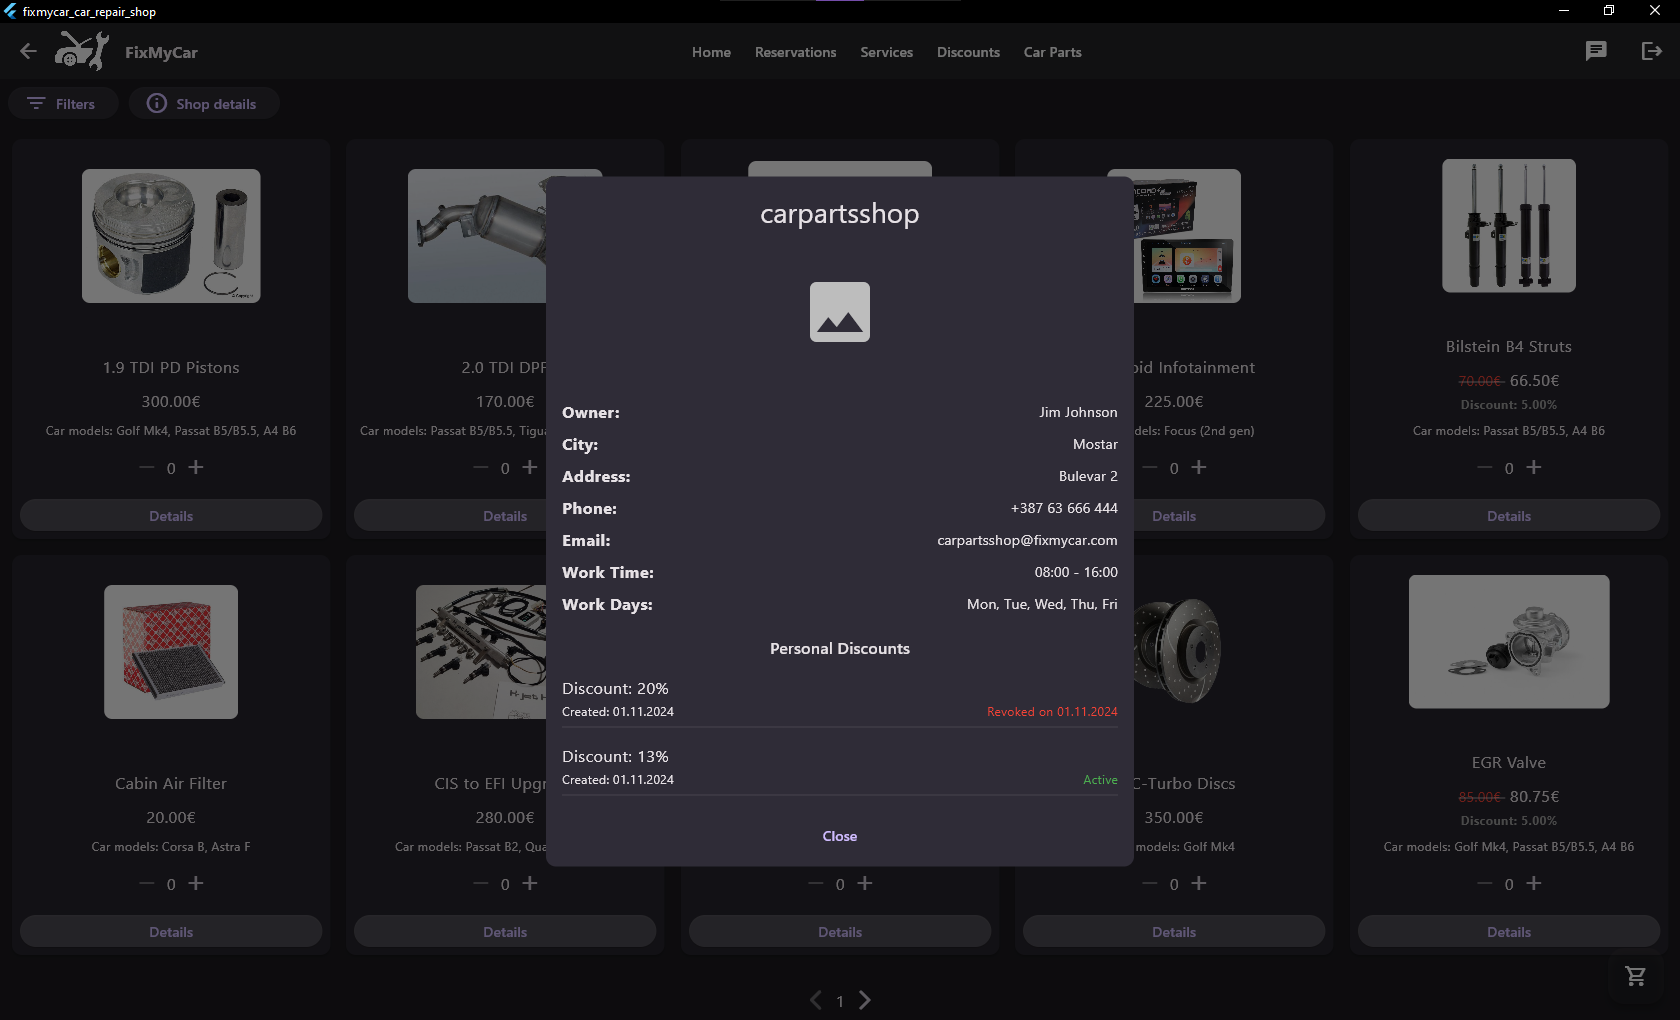 fixmycar_car_repair_shop
FixMyCar
Home Reservations Services Discounts Car Parts
Filters Shop details
carpartsshop
Owner: Jim Johnson
City: Mostar
Address: Bulevar 2
Phone: +387 63 666 444
Email: carpartsshop@fixmycar.com
Work Time: 08:00 - 16:00
Work Days: Mon, Tue, Wed, Thu, Fri
Personal Discounts
Discount: 20%
Created: 01.11.2024 Revoked on 01.11.2024
Discount: 13%
Created: 01.11.2024 Active
Close
1.9 TDI PD Pistons
300.00€
Car models: Golf Mk4, Passat B5/B5.5, A4 B6
0
Details
2.0 TDI DPF
170.00€
Car models: Passat B5/B5.5, Tigua
0
Details
oid Infotainment
225.00€
dels: Focus (2nd gen)
0
Details
Bilstein B4 Struts
70.00€ 66.50€
Discount: 5.00%
Car models: Passat B5/B5.5, A4 B6
0
Details
Cabin Air Filter
20.00€
Car models: Corsa B, Astra F
0
Details
CIS to EFI Upgr
280.00€
Car models: Passat B2, Qua
0
Details
0
Details
C-Turbo Discs
350.00€
models: Golf Mk4
0
Details
EGR Valve
85.00€ 80.75€
Discount: 5.00%
Car models: Golf Mk4, Passat B5/B5.5, A4 B6
0
Details
1